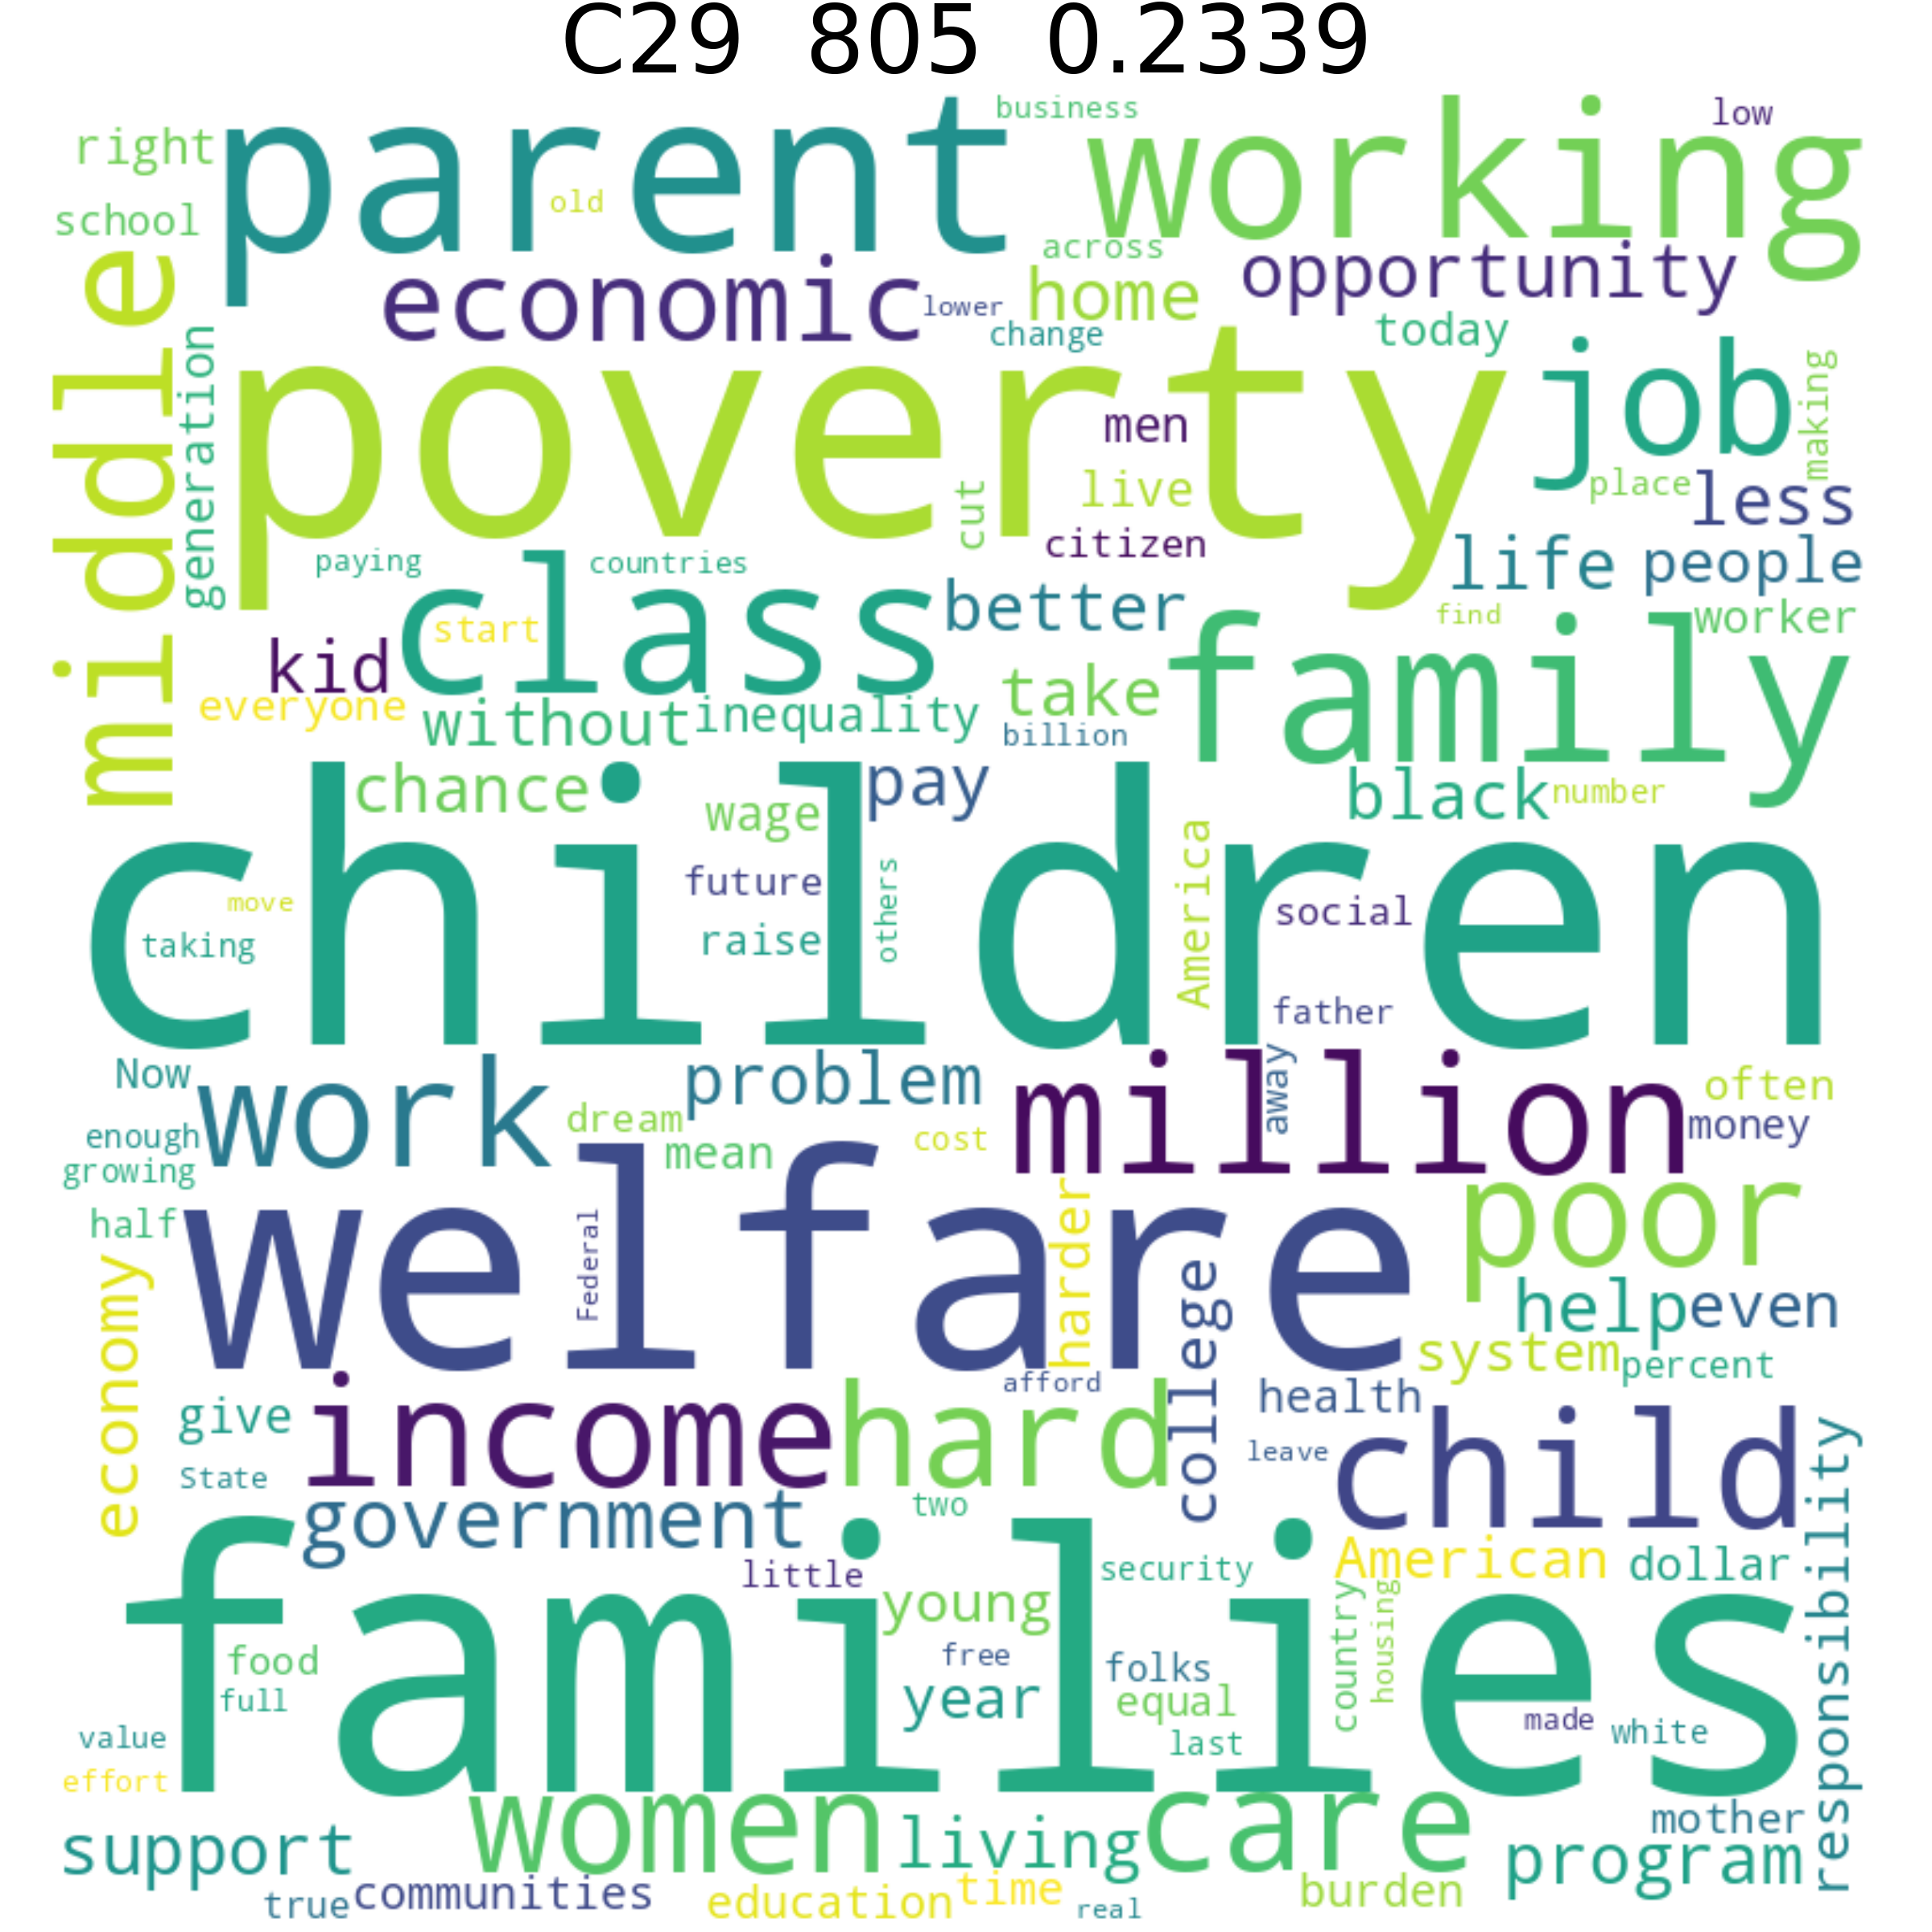 C29 805 0.2339
business
low
right
parent
working
old
school
across
opportunity
economic
home
lower
change
today
middle
generation
poverty
job
making
men
live
cut
place
less
citizen
paying
countries
life
people
class
better
start
find
worker
kid
family
take
everyone
without
inequality
billion
chance
pay
wage
black
number
children
future
others
America
social
move
taking
raise
father
Now
work
problem
million
away
often
dream
money
enough
mean
cost
growing
half
welfare
Federal
harder
poor
college
help
even
economy
system
percent
afford
give
income
hard
health
leave
child
State
two
government
responsibility
families
little
security
American
dollar
young
country
housing
food
free
folks
full
year
equal
made
white
value
last
effort
women
care
living
mother
support
program
true
communities
education
time
real
burden